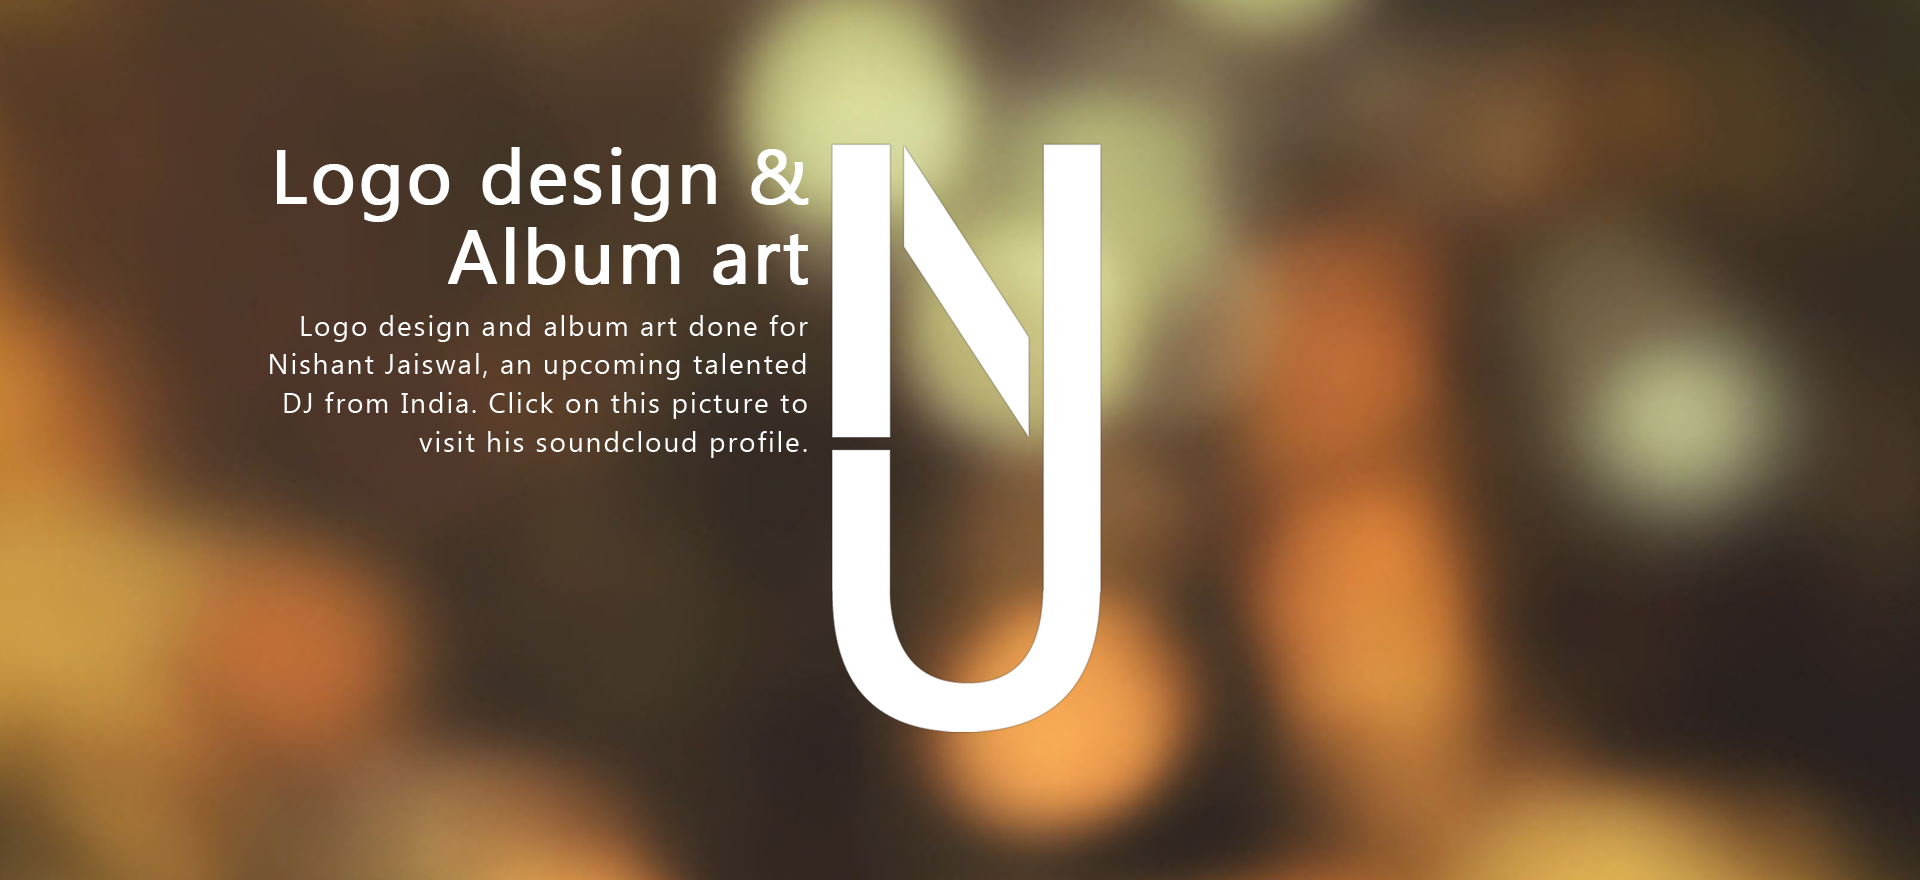 Logo design &
Album art
Logo design and album art done for
Nishant Jaiswal, an upcoming talented
DJ from India. Click on this picture to
visit his soundcloud profile.
NJ